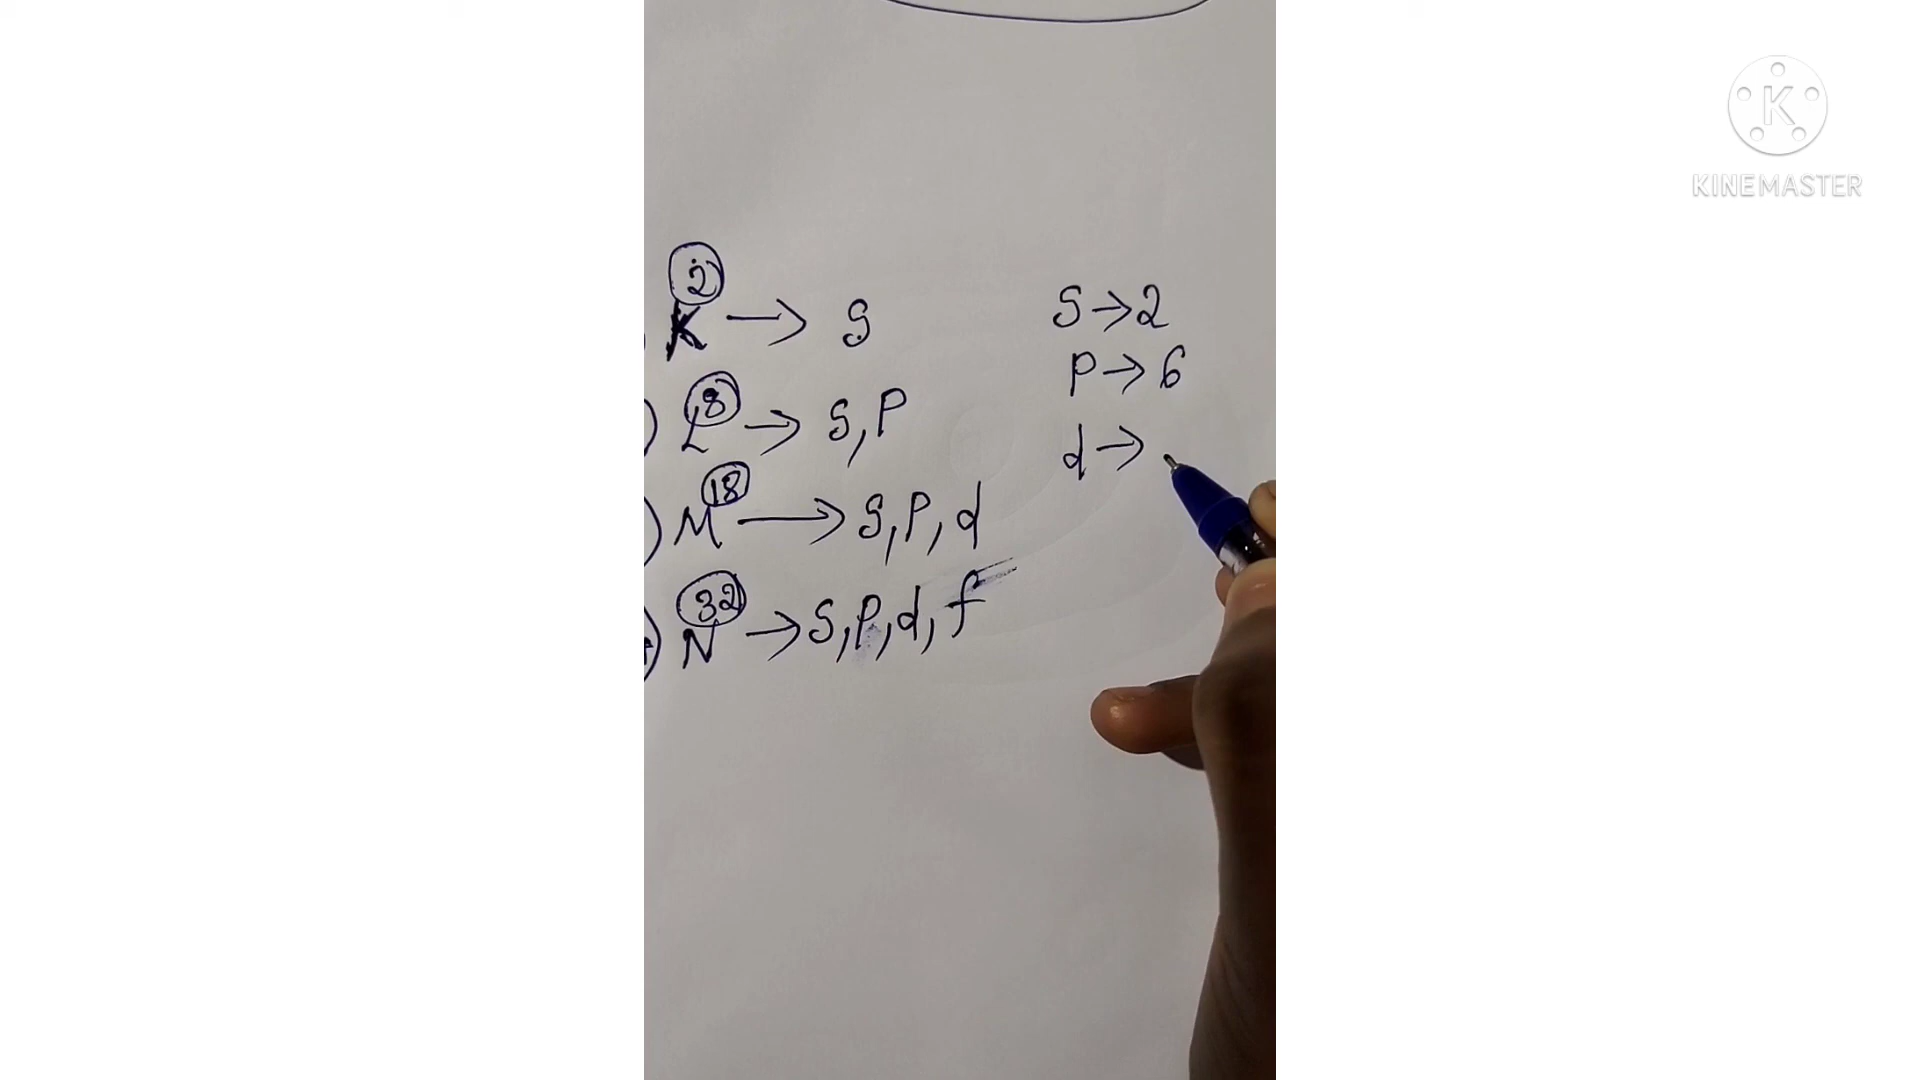 K
KINEMASTER
2
K → S
8
L → S, P
18
M → S, P, d
32
N → S, P, d, f
S → 2
P → 6
d →